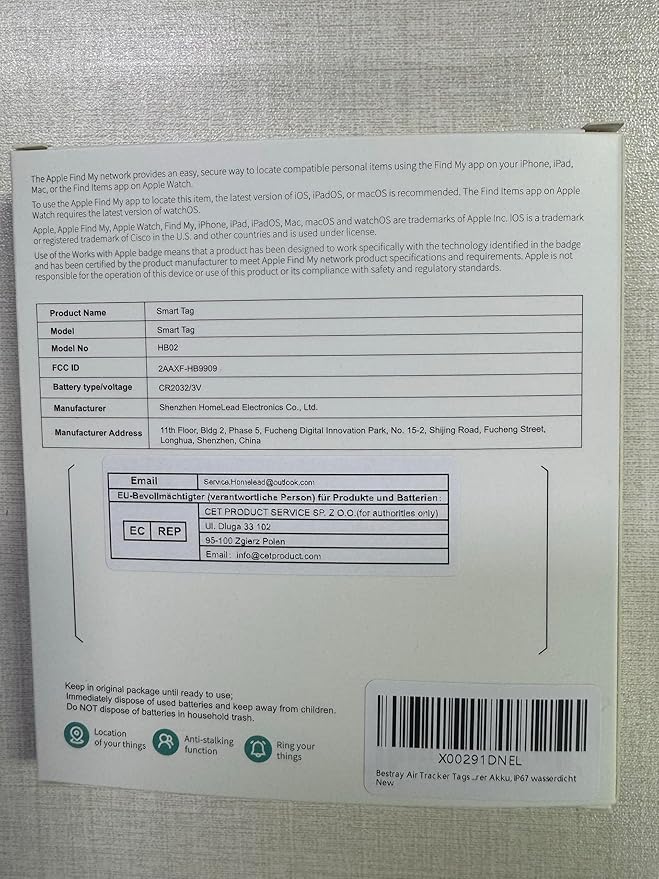 The Apple Find My network provides an easy, secure way to locate compatible personal items using the Find My app on your iPhone, iPad,
Mac, or the Find Items app on Apple Watch.
To use the Apple Find My app to locate this item, the latest version of iOS, iPadOS, or macOS is recommended. The Find Items app on Apple
Watch requires the latest version of watchOS.
Apple, Apple Find My, Apple Watch, Find My, iPhone, iPad, iPadOS, Mac, macOS and watchOS are trademarks of Apple Inc. IOS is a trademark
or registered trademark of Cisco in the U.S. and other countries and is used under license.
Use of the Works with Apple badge means that a product has been designed to work specifically with the technology identified in the badge
and has been certified by the product manufacturer to meet Apple Find My network product specifications and requirements. Apple is not
responsible for the operation of this device or use of this product or its compliance with safety and regulatory standards.
Product Name Smart Tag
Model Smart Tag
Model No HB02
FCC ID 2AAXF-HB9909
Battery type/voltage CR2032/3V
Manufacturer Shenzhen HomeLead Electronics Co., Ltd.
Manufacturer Address 11th Floor, Bldg 2, Phase 5, Fucheng Digital Innovation Park, No. 15-2, Shijing Road, Fucheng Street,
Longhua, Shenzhen, China
Email Service.Homelead@outlook.com
EU-Bevollmächtigter (verantwortliche Person) für Produkte und Batterien:
EC REP
CET PRODUCT SERVICE SP. Z O.O.(for authorities only)
Ul. Dluga 33 102
95-100 Zgierz Polen
Email: info@cetproduct.com
Keep in original package until ready to use;
Immediately dispose of used batteries and keep away from children.
Do NOT dispose of batteries in household trash.
Location
of your things
Anti-stalking
function
Ring your
things
X00291DNEL
Bestray Air Tracker Tags ...rer Akku, IP67 wasserdicht
New